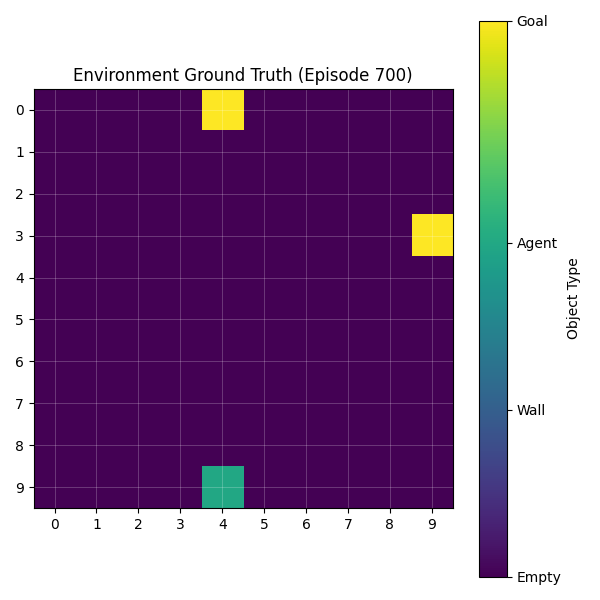 Environment Ground Truth (Episode 700)
Goal
Agent
Wall
Empty
Object Type
0
1
2
3
4
5
6
7
8
9
0 1 2 3 4 5 6 7 8 9